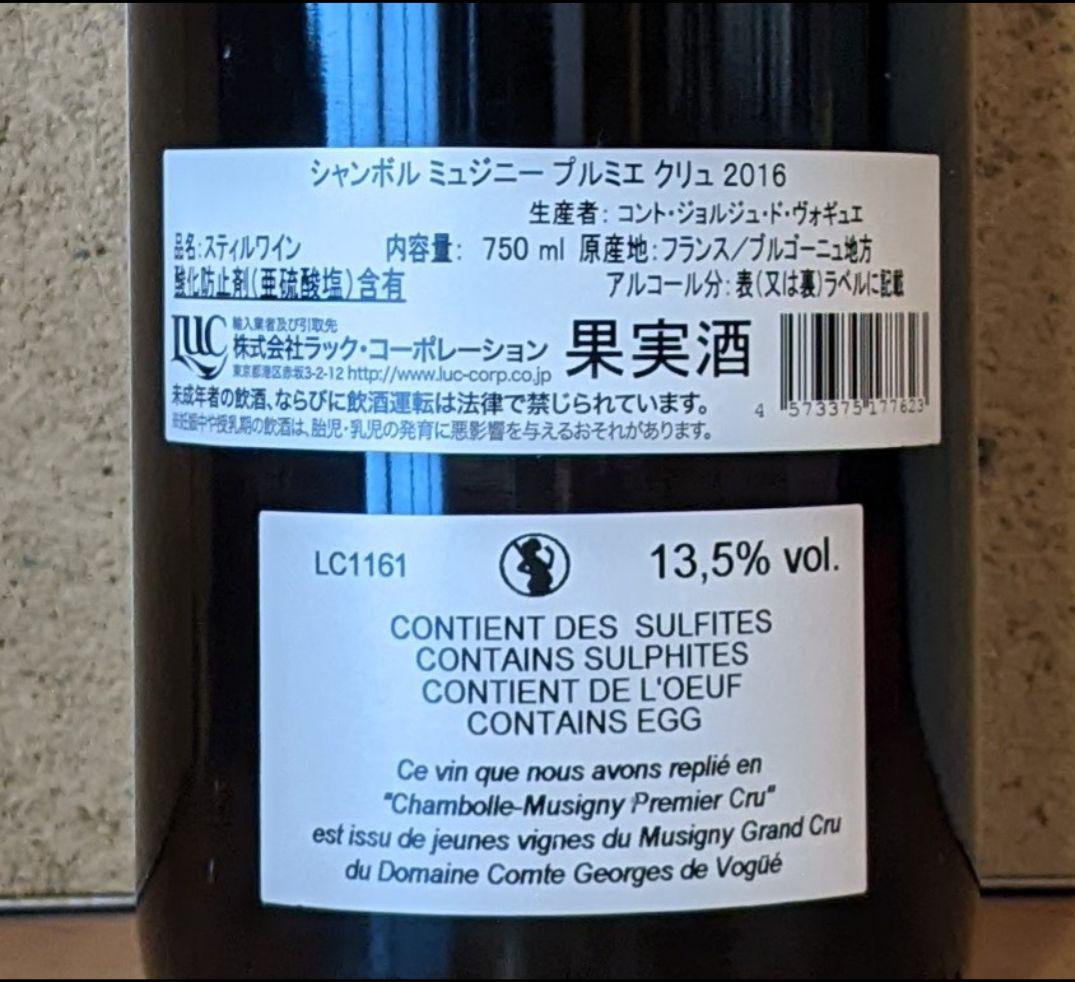 シャンボル ミュジニー プルミエ クリュ 2016
生産者: コント・ジョルジュ・ド・ヴォギュエ
品名:スティルワイン 内容量: 750 ml 原産地:フランス/ブルゴーニュ地方
酸化防止剤(亜硫酸塩)含有 アルコール分:表(又は裏)ラベルに記載
LUC 輸入業者及び引取先
株式会社ラック・コーポレーション 果実酒
東京都港区赤坂3-2-12 http://www.luc-corp.co.jp
未成年者の飲酒、ならびに飲酒運転は法律で禁じられています。
4 573375 177623
※妊娠中や授乳期の飲酒は、胎児・乳児の発育に悪影響を与えるおそれがあります。
LC1161 13,5% vol.
CONTIENT DES SULFITES
CONTAINS SULPHITES
CONTIENT DE L'OEUF
CONTAINS EGG
Ce vin que nous avons replié en
"Chambolle-Musigny Premier Cru"
est issu de jeunes vignes du Musigny Grand Cru
du Domaine Comte Georges de Vogüé